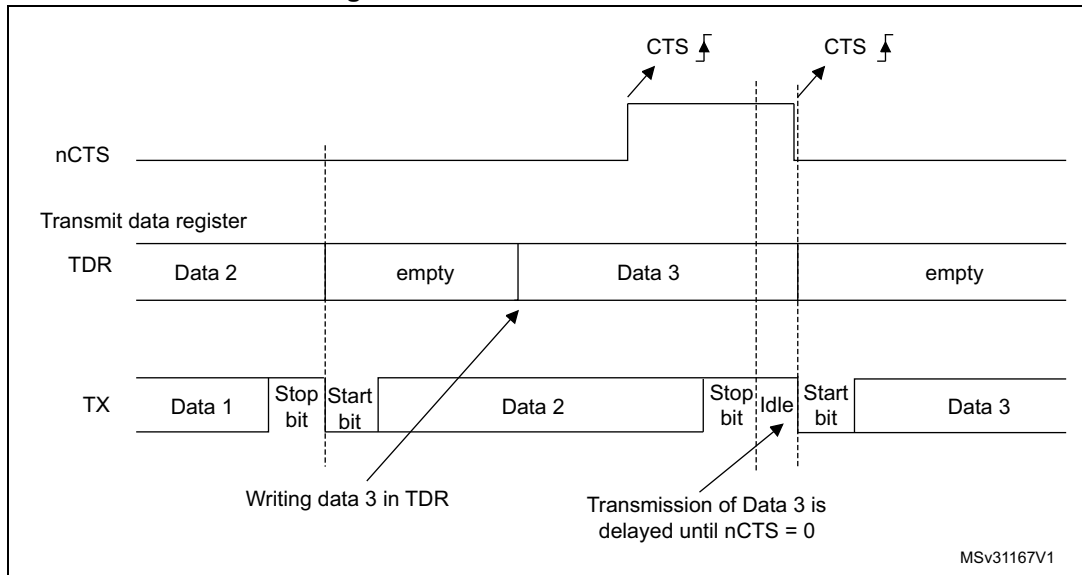 CTS CTS
nCTS
Transmit data register
TDR Data 2 empty Data 3 empty
TX Data 1 Stop bit Start bit Data 2 Stop bit Idle Start bit Data 3
Writing data 3 in TDR
Transmission of Data 3 is
delayed until nCTS = 0
MSv31167V1